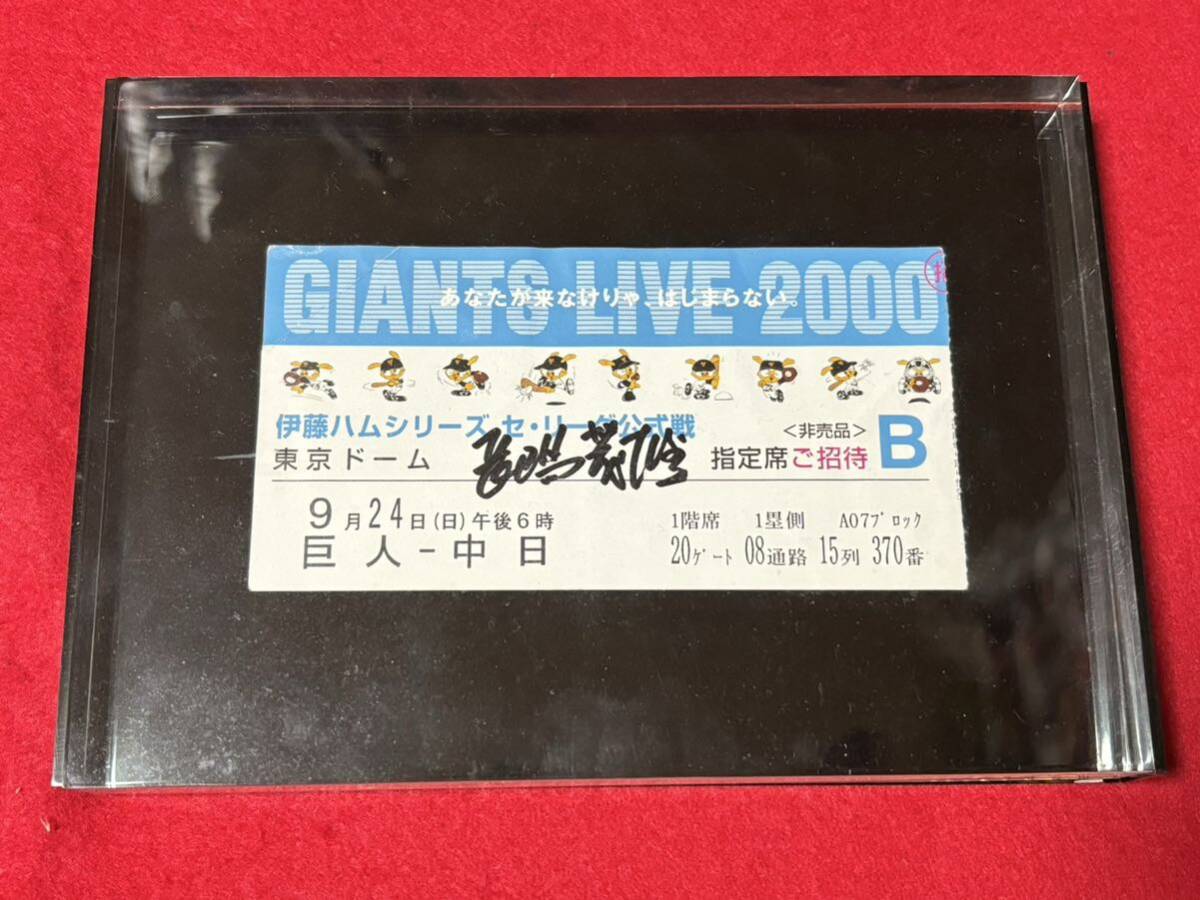 GIANTS LIVE 2000
あなたが来なけりゃ、はじまらない。
伊藤ハムシリーズ セ・リーグ公式戦
東京ドーム
<非売品>
指定席ご招待 B
9月24日(日)午後6時
巨人-中日
1階席 1塁側 A07ブロック
20ゲート 08通路 15列 370番